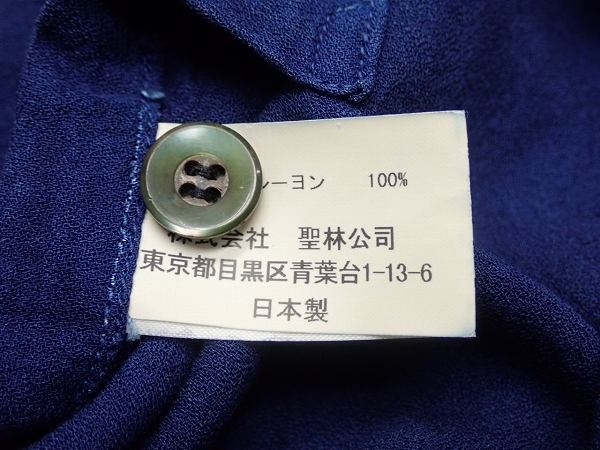 レーヨン 100%
株式会社 聖林公司
東京都目黒区青葉台1-13-6
日本製